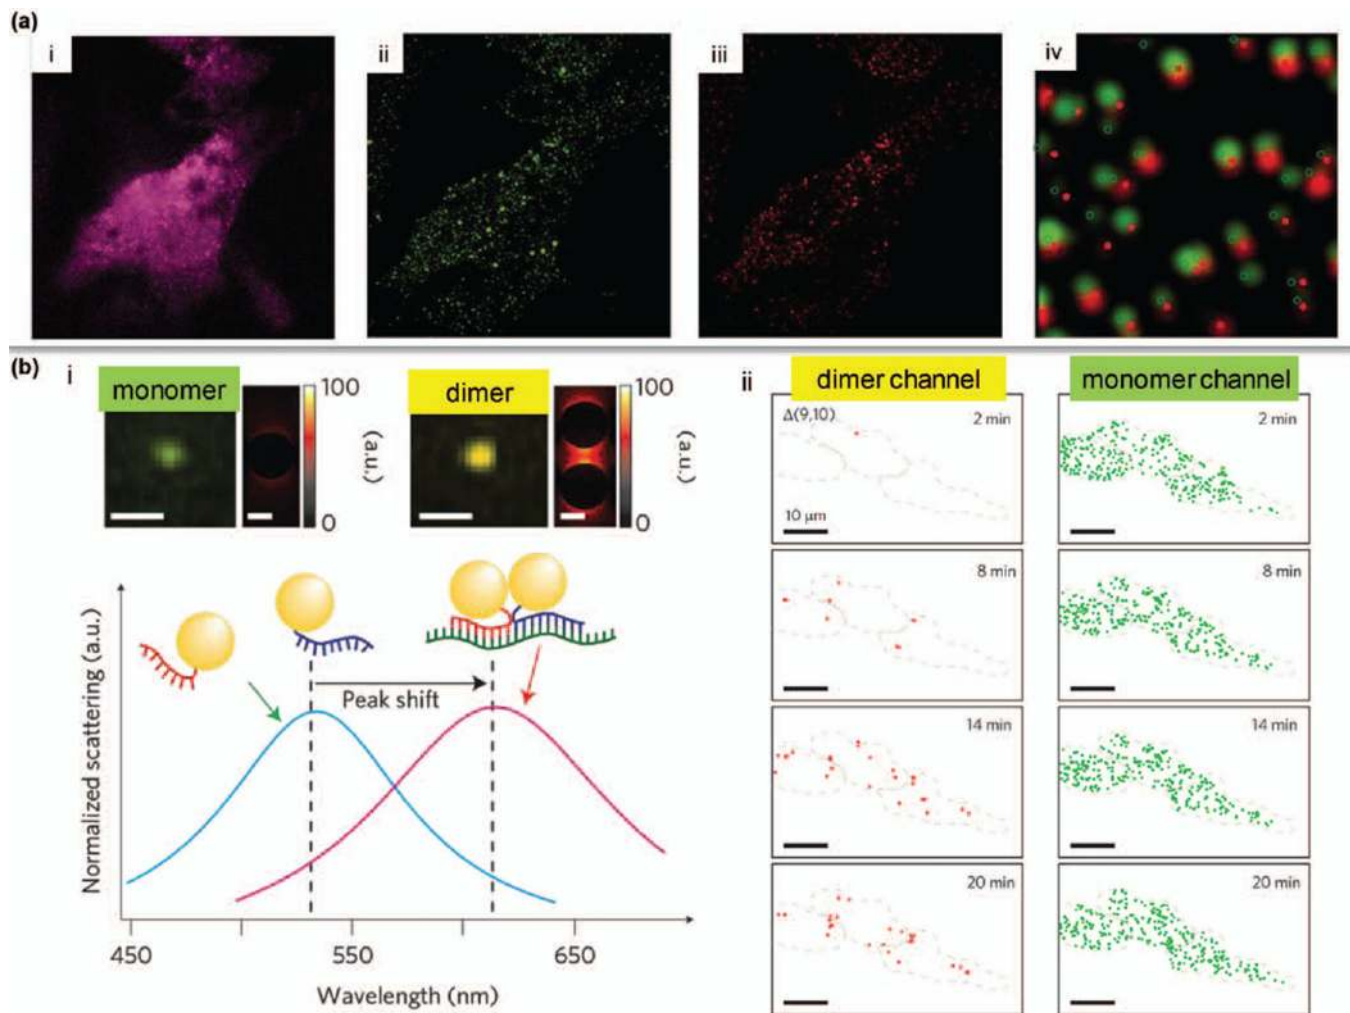 (a)
i
ii
iii
iv
(b)
i
monomer
100
(a.u.)
0
dimer
100
(a.u.)
0
Normalized scattering (a.u.)
Peak shift
450
550
650
Wavelength (nm)
ii
dimer channel
monomer channel
Δ(9,10)
2 min
10 μm
2 min
8 min
8 min
14 min
14 min
20 min
20 min